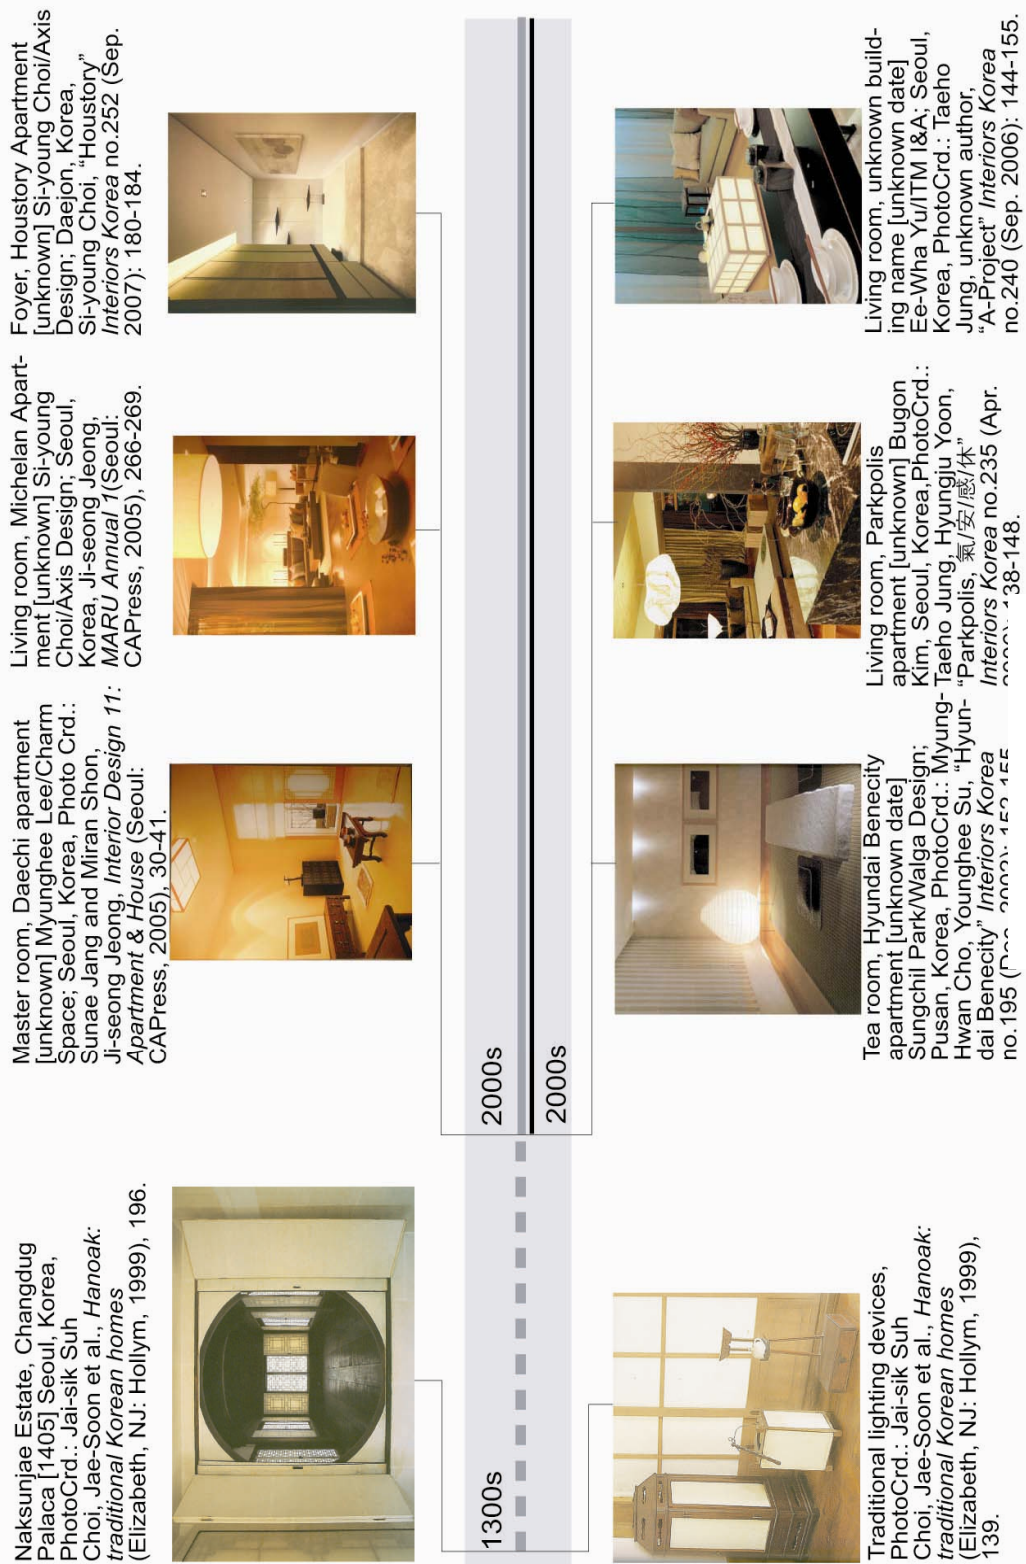 Naksunjae Estate, Changdug
Palaca [1405] Seoul, Korea,
PhotoCrd.: Jai-sik Suh
Choi, Jae-Soon et al., Hanoak:
traditional Korean homes
(Elizabeth, NJ: Hollym, 1999), 196.
Master room, Daechi apartment
[unknown] Myunghee Lee/Charm
Space; Seoul, Korea, Photo Crd.:
Sunae Jang and Miran Shon,
Ji-seong Jeong, Interior Design 11:
Apartment & House (Seoul:
CAPress, 2005), 30-41.
Living room, Michelan Apart-
ment [unknown] Si-young
Choi/Axis Design; Seoul,
Korea, Ji-seong Jeong,
MARU Annual 1(Seoul:
CAPress, 2005), 266-269.
Foyer, Houstory Apartment
[unknown] Si-young Choi/Axis
Design; Daejon, Korea,
Si-young Choi, “Houstory”
Interiors Korea no.252 (Sep.
2007): 180-184.
1300s
2000s
2000s
Traditional lighting devices,
PhotoCrd.: Jai-sik Suh
Choi, Jae-Soon et al., Hanoak:
traditional Korean homes
(Elizabeth, NJ: Hollym, 1999),
139.
Tea room, Hyundai Benecity
apartment [unknown date]
Sungchil Park/Walga Design;
Pusan, Korea, PhotoCrd.: Myung-
Hwan Cho, Younghee Su, “Hyun-
dai Benecity” Interiors Korea
no.195
Living room, Parkpolis
apartment [unknown] Bugon
Kim, Seoul, Korea,PhotoCrd.:
Taeho Jung, Hyungju Yoon,
“Parkpolis, 氣/安/感/休”
Interiors Korea no.235 (Apr.
138-148.
Living room, unknown build-
ing name [unknown date]
Ee-Wha Yu/ITM I&A; Seoul,
Korea, PhotoCrd.: Taeho
Jung, unknown author,
“A-Project” Interiors Korea
no.240 (Sep. 2006): 144-155.